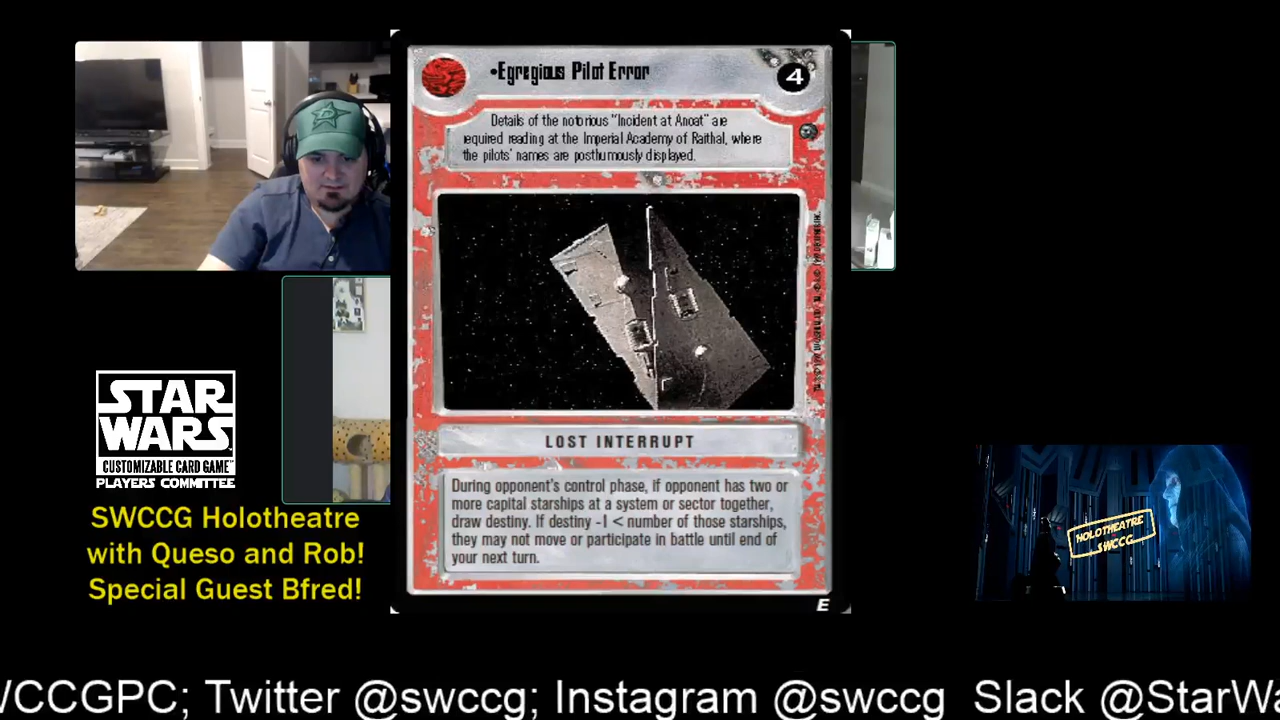 •Egregious Pilot Error
4
Details of the notorious "Incident at Anoat" are
required reading at the Imperial Academy of Raithal, where
the pilots' names are posthumously displayed.
LOST INTERRUPT
During opponent's control phase, if opponent has two or
more capital starships at a system or sector together,
draw destiny. If destiny -1 < number of those starships,
they may not move or participate in battle until end of
your next turn.
E
STAR
WARS
CUSTOMIZABLE CARD GAME™
PLAYERS COMMITTEE
SWCCG Holotheatre
with Queso and Rob!
Special Guest Bfred!
HOLOTHEATRE
SWCCG
WCCGPC; Twitter @swccg; Instagram @swccg Slack @StarWa